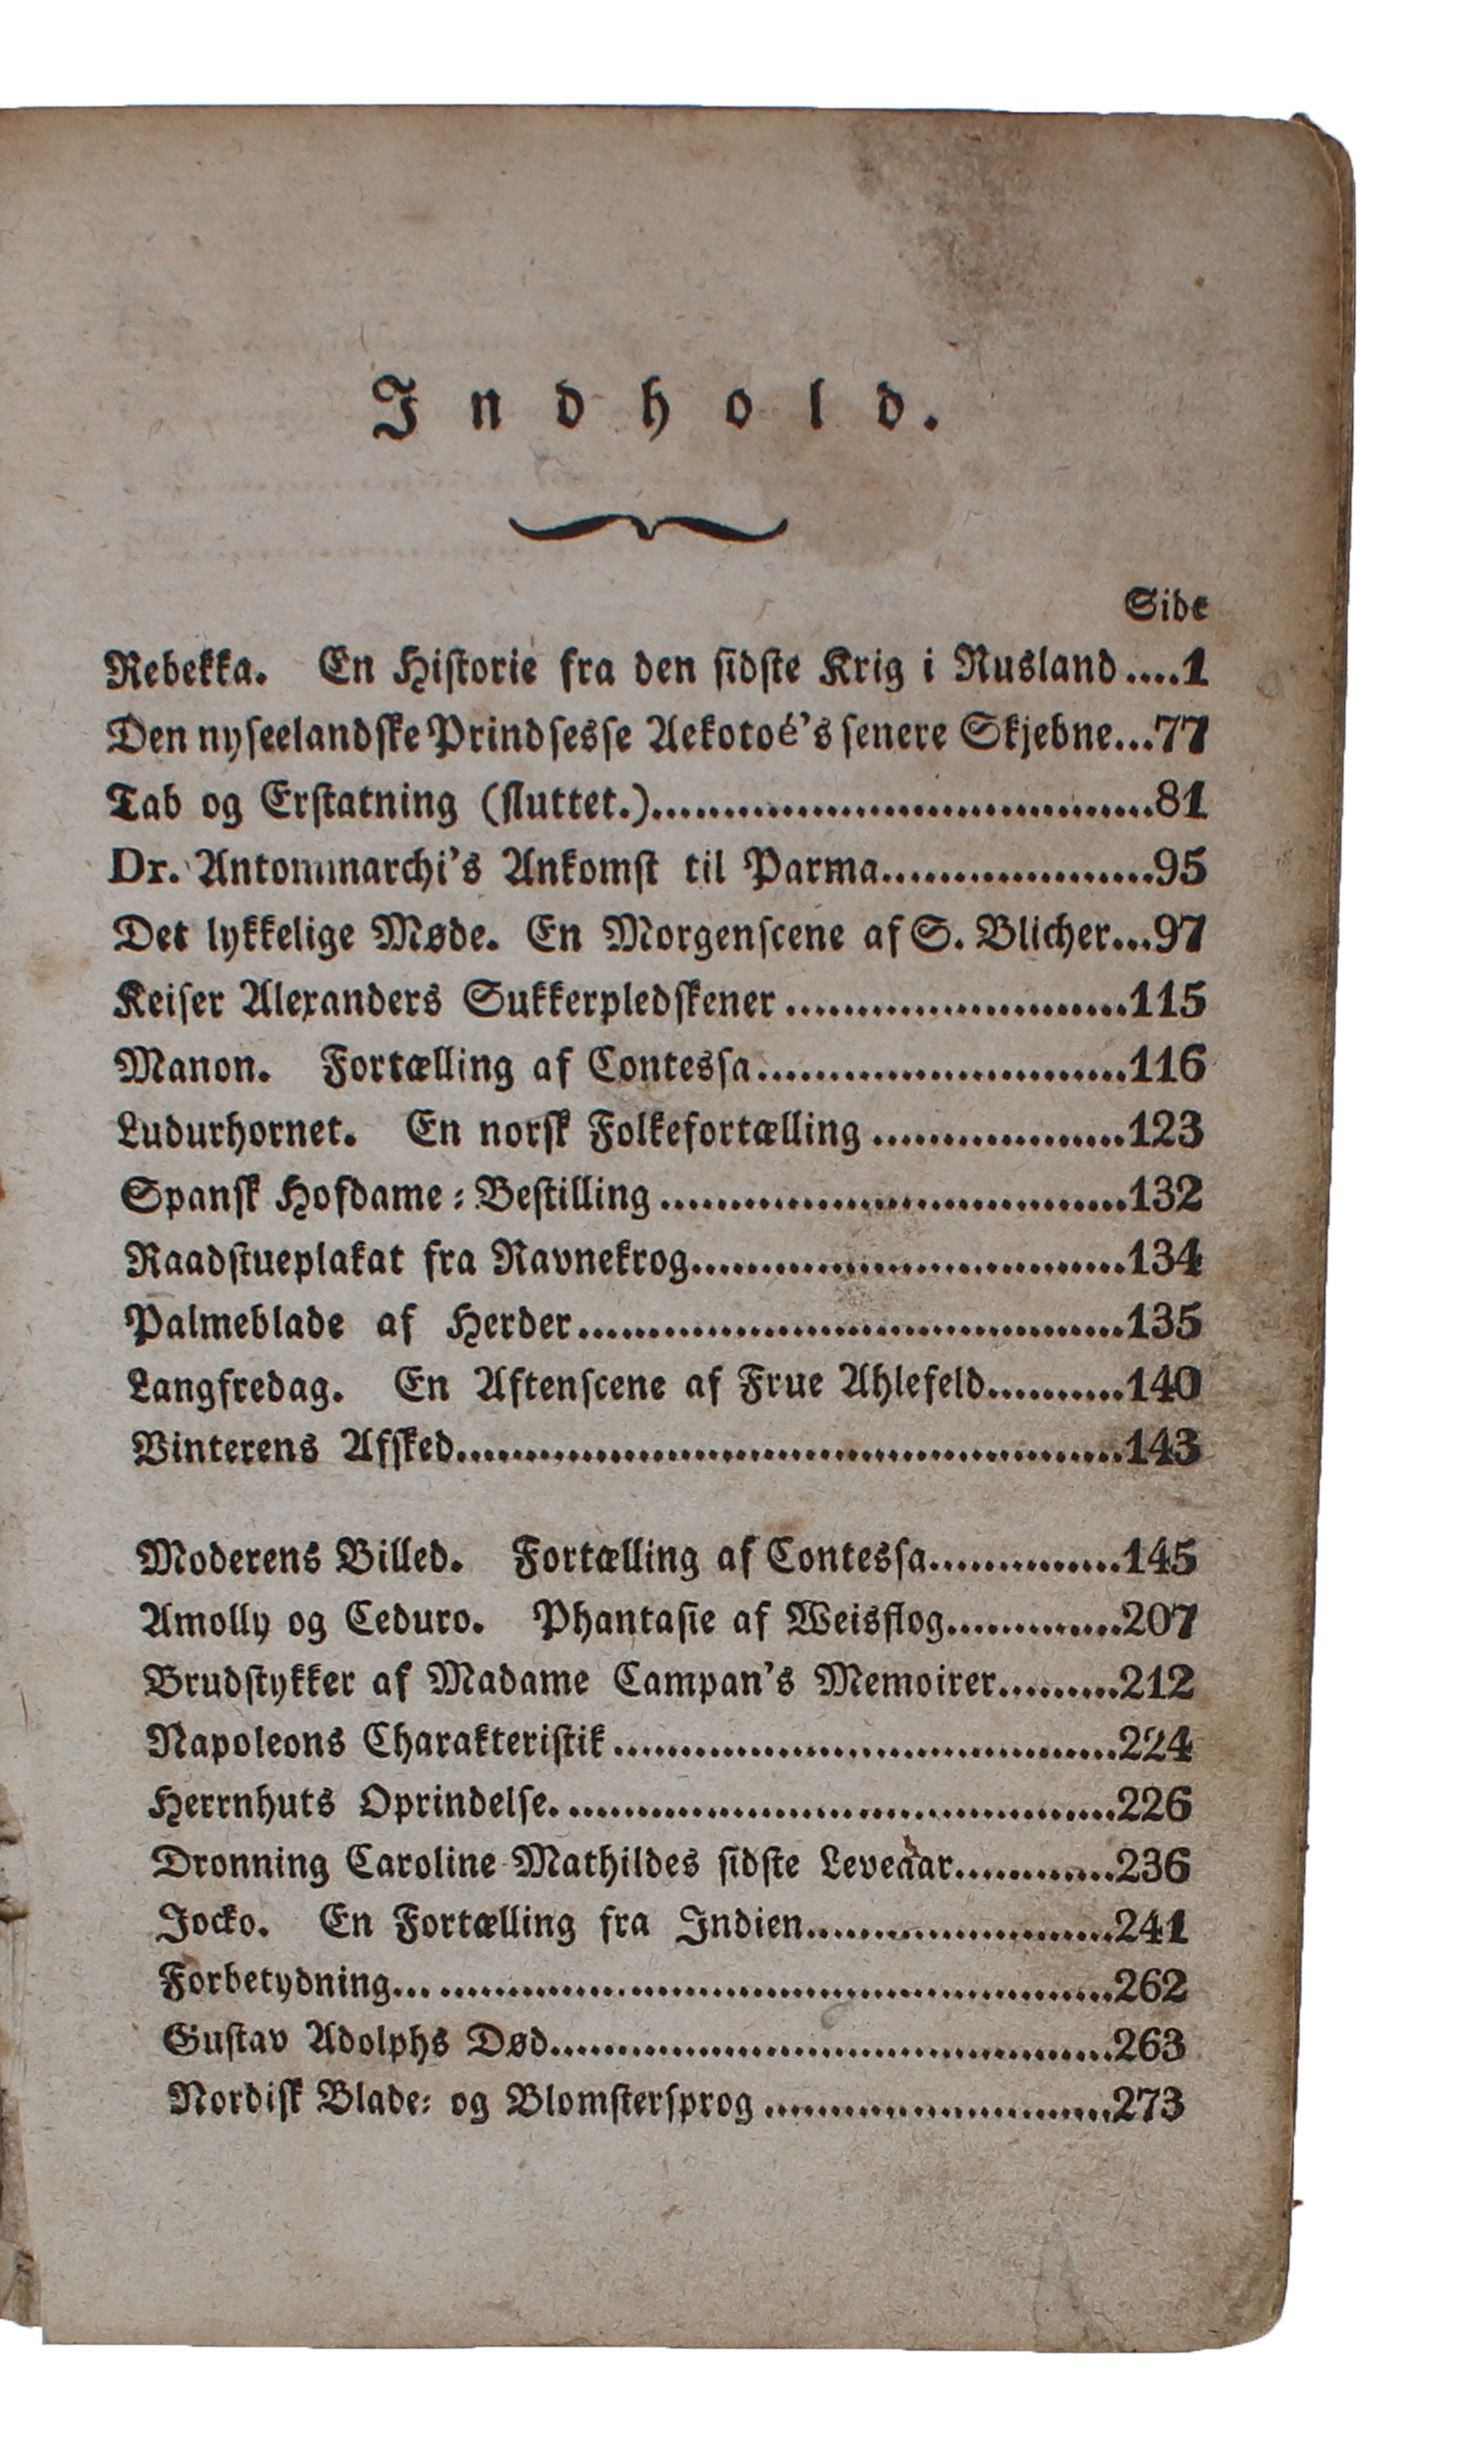 Indhold.
Side
Rebekka. En Historie fra den sidste Krig i Rusland....1
Den nyseelandske Prindsesse Aekotoé's senere Skjebne...77
Tab og Erstatning (sluttet.)...................................81
Dr. Antommarchi's Ankomst til Parma...................95
Det lykkelige Møde. En Morgenscene af S. Blicher...97
Keiser Alexanders Sukkerpledskener........................115
Manon. Fortælling af Contessa..........................116
Ludurhornet. En norsk Folkefortælling..................123
Spansk Hofdame-Bestilling.................................132
Raadstueplakat fra Ravnekrog..............................134
Palmeblade af Herder.......................................135
Langfredag. En Aftenscene af Frue Ahlefeld..........140
Vinterens Afsked...............................................143
Moderens Billed. Fortælling af Contessa..............145
Amolly og Ceduro. Phantasie af Weisflog.............207
Brudstykker af Madame Campan's Memoirer.........212
Napoleons Charakteristik....................................224
Herrnhuts Oprindelse.......................................226
Dronning Caroline Mathildes sidste Leveaar............236
Jocko. En Fortælling fra Indien......................241
Forbetydning...................................................262
Gustav Adolphs Død........................................263
Nordisk Blade- og Blomstersprog.........................273